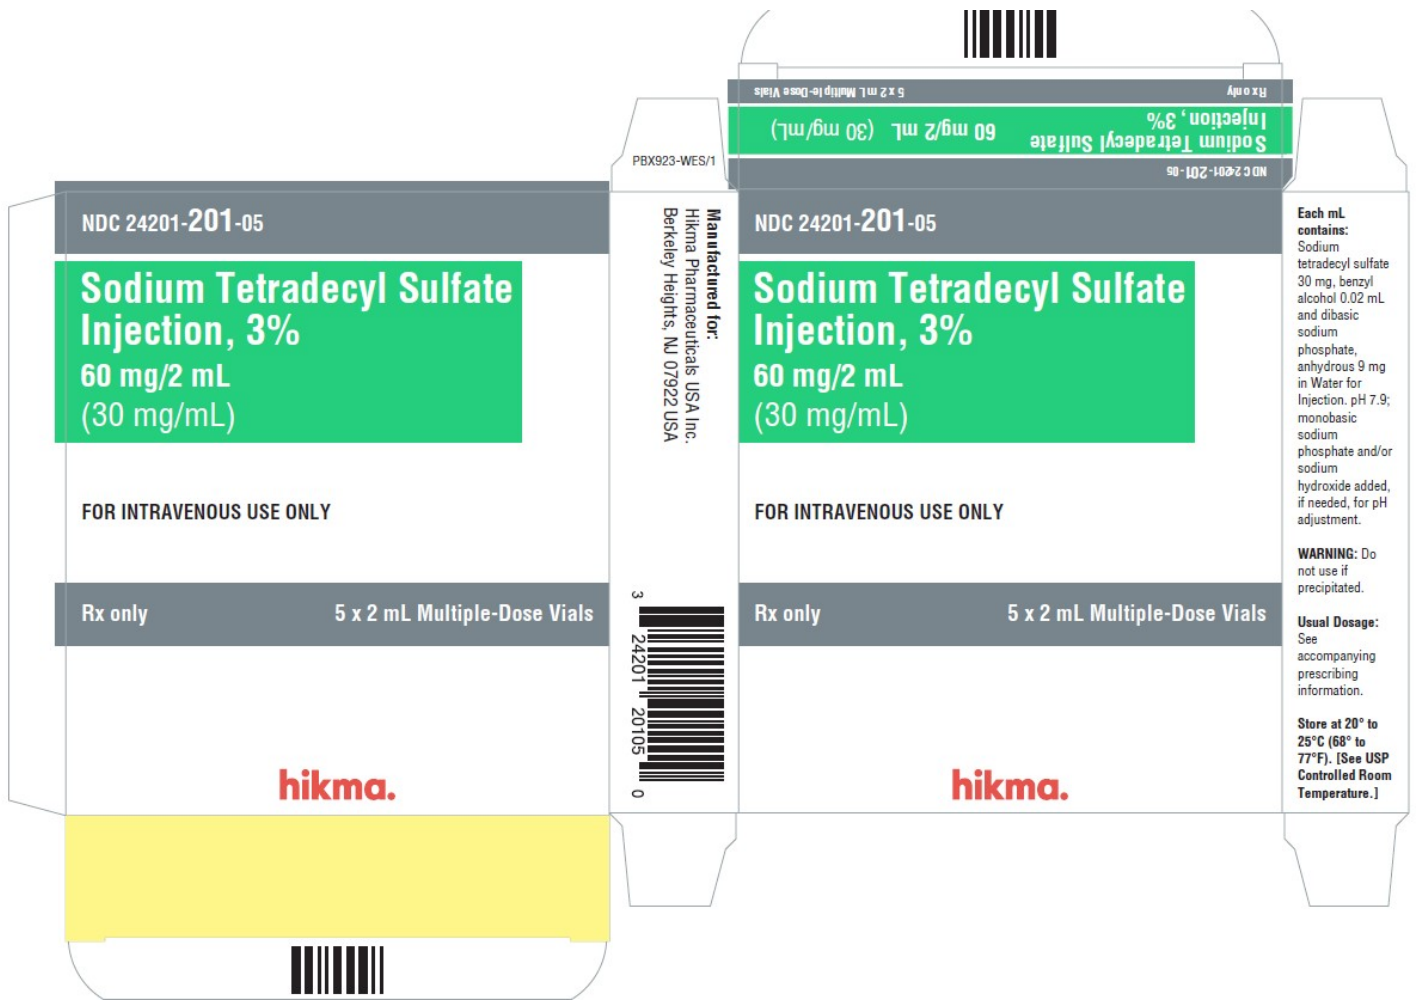 5 x 2 mL Multiple-Dose Vials
Rx only
60 mg/2 mL (30 mg/mL)
Sodium Tetradecyl Sulfate
Injection, 3%
NDC 24201-201-05
PBX923-WES/1
NDC 24201-201-05
Sodium Tetradecyl Sulfate
Injection, 3%
60 mg/2 mL
(30 mg/mL)
FOR INTRAVENOUS USE ONLY
Rx only
5 x 2 mL Multiple-Dose Vials
hikma.
Manufactured for:
Hikma Pharmaceuticals USA Inc.
Berkeley Heights, NJ 07922 USA
3 24201 20105 0
NDC 24201-201-05
Sodium Tetradecyl Sulfate
Injection, 3%
60 mg/2 mL
(30 mg/mL)
FOR INTRAVENOUS USE ONLY
Rx only
5 x 2 mL Multiple-Dose Vials
hikma.
Each mL
contains:
Sodium
tetradecyl sulfate
30 mg, benzyl
alcohol 0.02 mL
and dibasic
sodium
phosphate,
anhydrous 9 mg
in Water for
Injection. pH 7.9;
monobasic
sodium
phosphate and/or
sodium
hydroxide added,
if needed, for pH
adjustment.
WARNING: Do
not use if
precipitated.
Usual Dosage:
See
accompanying
prescribing
information.
Store at 20° to
25°C (68° to
77°F). [See USP
Controlled Room
Temperature.]